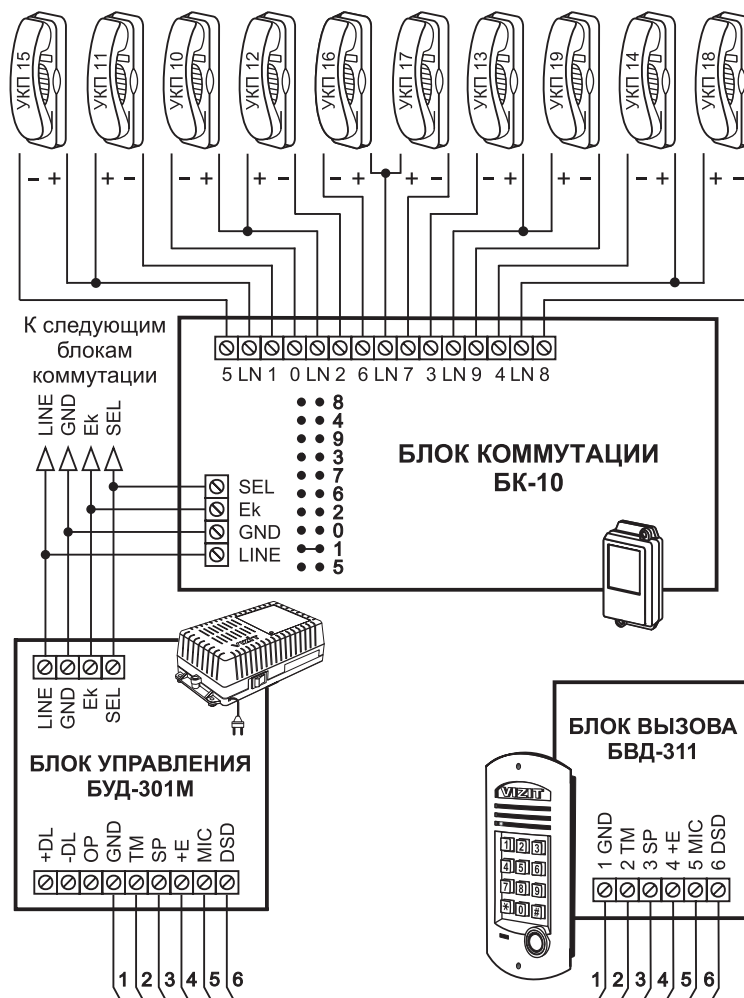 УКП 15 УКП 11 УКП 10 УКП 12 УКП 16 УКП 17 УКП 13 УКП 19 УКП 14 УКП 18
- + + - - + + - - + + - - + + - - + + -
5 LN 1 0 LN 2 6 LN 7 3 LN 9 4 LN 8
К следующим
блокам
коммутации
LINE
GND
Ek
SEL
8
4
9
3
7
6
2
0
1
5
БЛОК КОММУТАЦИИ
БК-10
SEL
Ek
GND
LINE
VIZIT
LINE
GND
Ek
SEL
БЛОК УПРАВЛЕНИЯ
БУД-301М
+DL
-DL
OP
GND
TM
SP
+E
MIC
DSD
1 2 3 4 5 6
БЛОК ВЫЗОВА
БВД-311
VIZIT
1 2 3
4 5 6
7 8 9
* 0 #
1 GND
2 TM
3 SP
4 +E
5 MIC
6 DSD
1 2 3 4 5 6